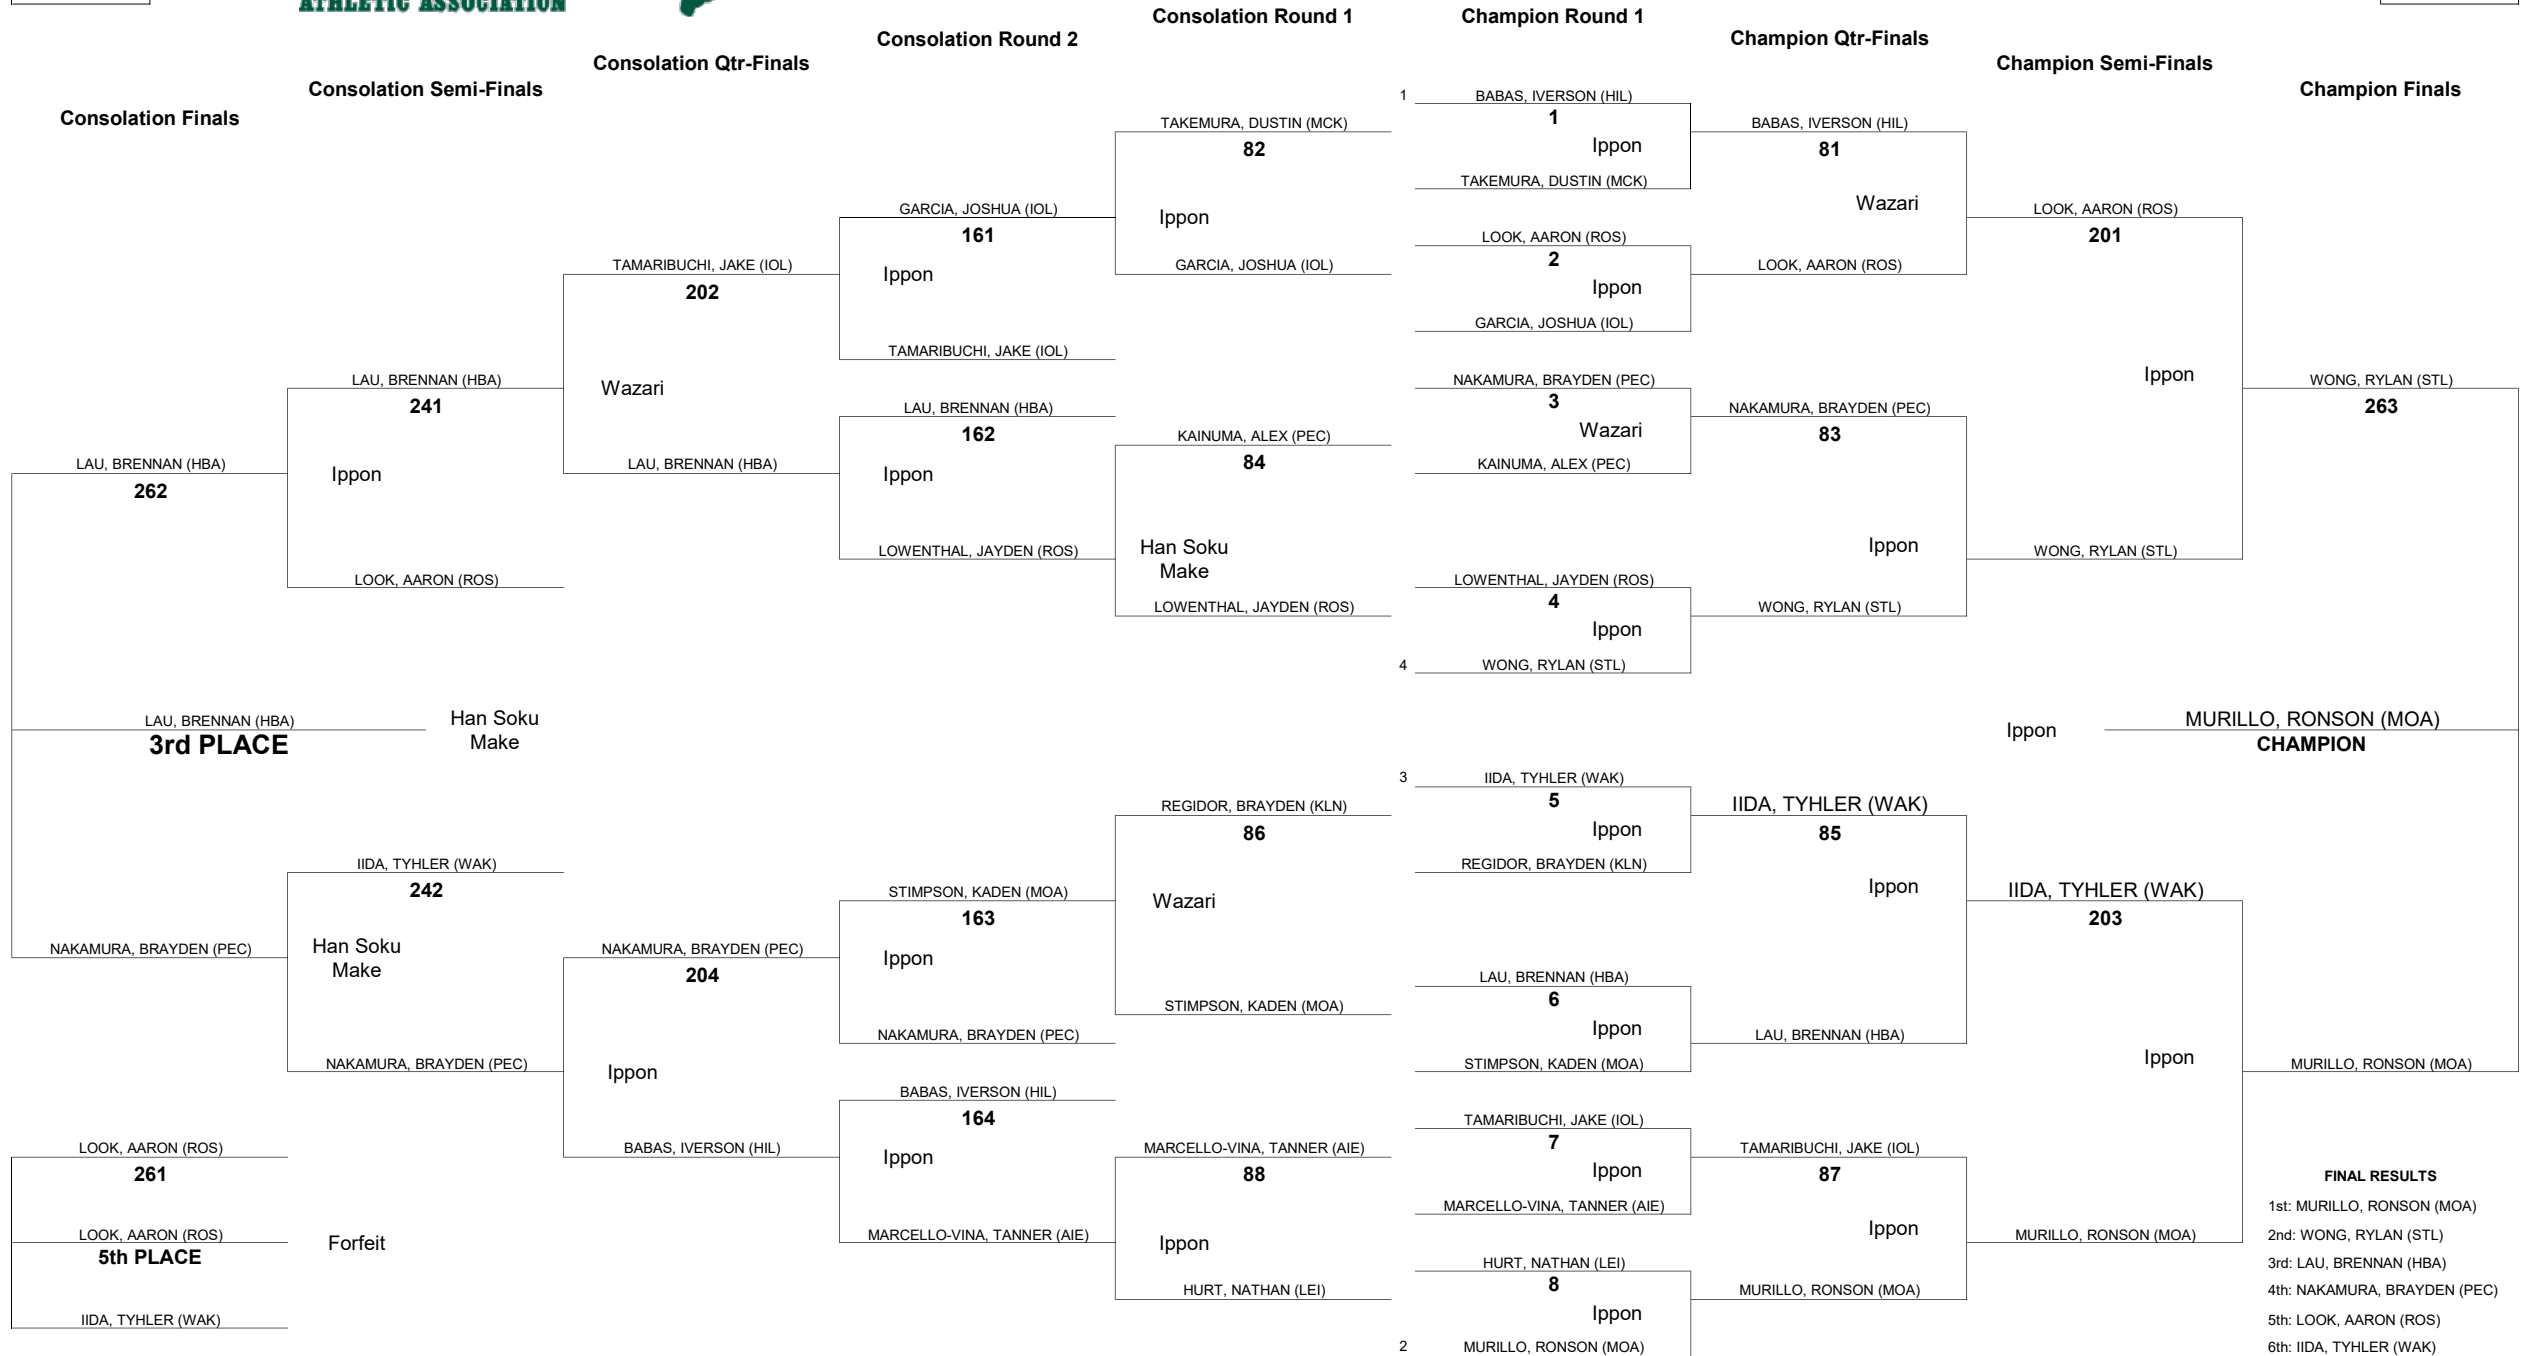 ATHLETIC ASSOCIATION
Consolation Finals
Consolation Semi-Finals
Consolation Qtr-Finals
Consolation Round 2
Consolation Round 1
Champion Round 1
Champion Qtr-Finals
Champion Semi-Finals
Champion Finals
LAU, BRENNAN (HBA)
262
LAU, BRENNAN (HBA)
3rd PLACE
Han Soku
Make
NAKAMURA, BRAYDEN (PEC)
LOOK, AARON (ROS)
261
LOOK, AARON (ROS)
5th PLACE
Forfeit
IIDA, TYHLER (WAK)
LAU, BRENNAN (HBA)
241
Ippon
LOOK, AARON (ROS)
IIDA, TYHLER (WAK)
242
Han Soku
Make
NAKAMURA, BRAYDEN (PEC)
TAMARIBUCHI, JAKE (IOL)
202
Wazari
LAU, BRENNAN (HBA)
NAKAMURA, BRAYDEN (PEC)
204
Ippon
BABAS, IVERSON (HIL)
GARCIA, JOSHUA (IOL)
161
Ippon
TAMARIBUCHI, JAKE (IOL)
LAU, BRENNAN (HBA)
162
Ippon
LOWENTHAL, JAYDEN (ROS)
STIMPSON, KADEN (MOA)
163
Ippon
NAKAMURA, BRAYDEN (PEC)
BABAS, IVERSON (HIL)
164
Ippon
MARCELLO-VINA, TANNER (AIE)
TAKEMURA, DUSTIN (MCK)
82
Ippon
GARCIA, JOSHUA (IOL)
KAINUMA, ALEX (PEC)
84
Han Soku
Make
LOWENTHAL, JAYDEN (ROS)
REGIDOR, BRAYDEN (KLN)
86
Wazari
STIMPSON, KADEN (MOA)
MARCELLO-VINA, TANNER (AIE)
88
Ippon
HURT, NATHAN (LEI)
1 BABAS, IVERSON (HIL)
1
Ippon
TAKEMURA, DUSTIN (MCK)
LOOK, AARON (ROS)
2
Ippon
GARCIA, JOSHUA (IOL)
NAKAMURA, BRAYDEN (PEC)
3
Wazari
KAINUMA, ALEX (PEC)
LOWENTHAL, JAYDEN (ROS)
4
Ippon
4 WONG, RYLAN (STL)
3 IIDA, TYHLER (WAK)
5
Ippon
REGIDOR, BRAYDEN (KLN)
LAU, BRENNAN (HBA)
6
Ippon
STIMPSON, KADEN (MOA)
TAMARIBUCHI, JAKE (IOL)
7
Ippon
MARCELLO-VINA, TANNER (AIE)
HURT, NATHAN (LEI)
8
Ippon
2 MURILLO, RONSON (MOA)
BABAS, IVERSON (HIL)
81
Wazari
LOOK, AARON (ROS)
NAKAMURA, BRAYDEN (PEC)
83
Ippon
WONG, RYLAN (STL)
IIDA, TYHLER (WAK)
85
Ippon
LAU, BRENNAN (HBA)
TAMARIBUCHI, JAKE (IOL)
87
Ippon
MURILLO, RONSON (MOA)
LOOK, AARON (ROS)
201
Ippon
WONG, RYLAN (STL)
IIDA, TYHLER (WAK)
203
Ippon
MURILLO, RONSON (MOA)
WONG, RYLAN (STL)
263
Ippon
MURILLO, RONSON (MOA)
CHAMPION
MURILLO, RONSON (MOA)
FINAL RESULTS
1st: MURILLO, RONSON (MOA)
2nd: WONG, RYLAN (STL)
3rd: LAU, BRENNAN (HBA)
4th: NAKAMURA, BRAYDEN (PEC)
5th: LOOK, AARON (ROS)
6th: IIDA, TYHLER (WAK)